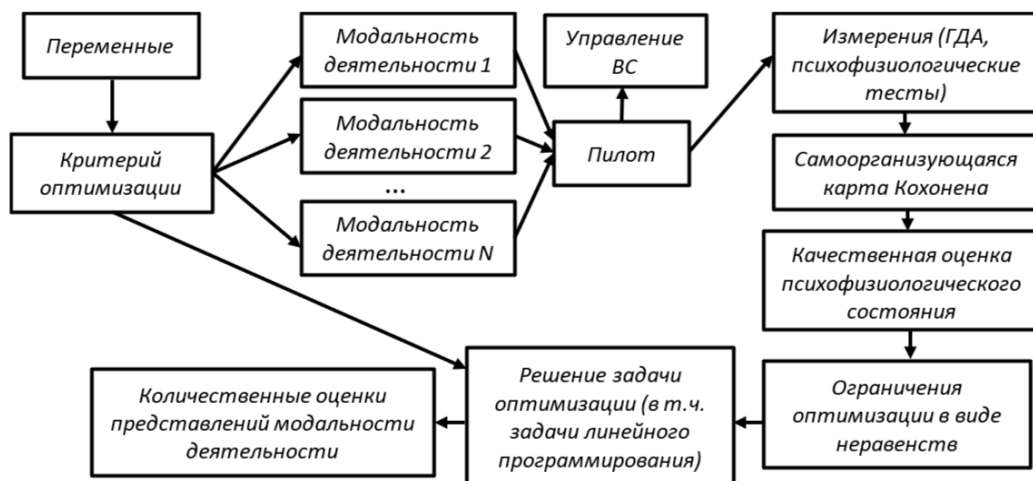 Переменные
Критерий
оптимизации
Модальность
деятельности 1
Модальность
деятельности 2
...
Модальность
деятельности N
Управление
ВС
Пилот
Измерения (ГДА,
психофизиологические
тесты)
Самоорганизующаяся
карта Кохонена
Качественная оценка
психофизиологического
состояния
Ограничения
оптимизации в виде
неравенств
Решение задачи
оптимизации (в т.ч.
задачи линейного
программирования)
Количественные оценки
представлений модальности
деятельности